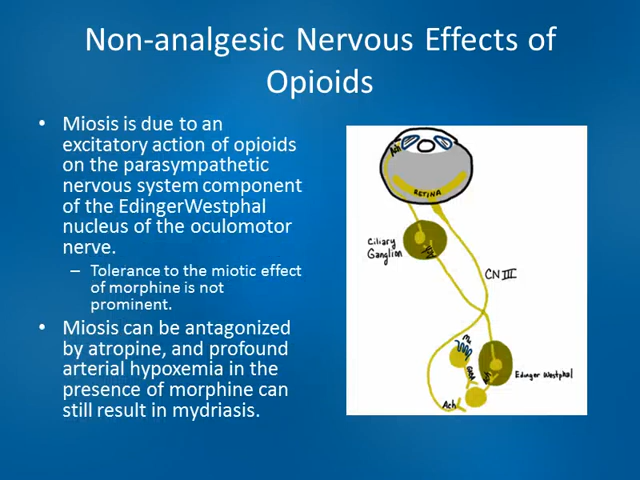 Non-analgesic Nervous Effects of
Opioids
• Miosis is due to an
excitatory action of opioids
on the parasympathetic
nervous system component
of the EdingerWestphal
nucleus of the oculomotor
nerve.
– Tolerance to the miotic effect
of morphine is not
prominent.
• Miosis can be antagonized
by atropine, and profound
arterial hypoxemia in the
presence of morphine can
still result in mydriasis.
Ach
RETINA
Ciliary
Ganglion
CN III
Mu
GABA
Edinger Westphal
Ach